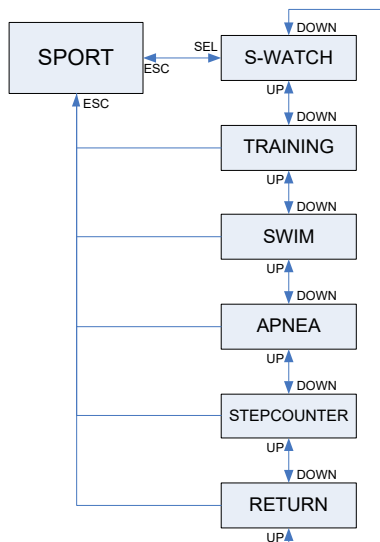 DOWN
SPORT
SEL
S-WATCH
ESC
UP
ESC
DOWN
TRAINING
UP
DOWN
SWIM
UP
DOWN
APNEA
UP
DOWN
STEPCOUNTER
UP
DOWN
RETURN
UP